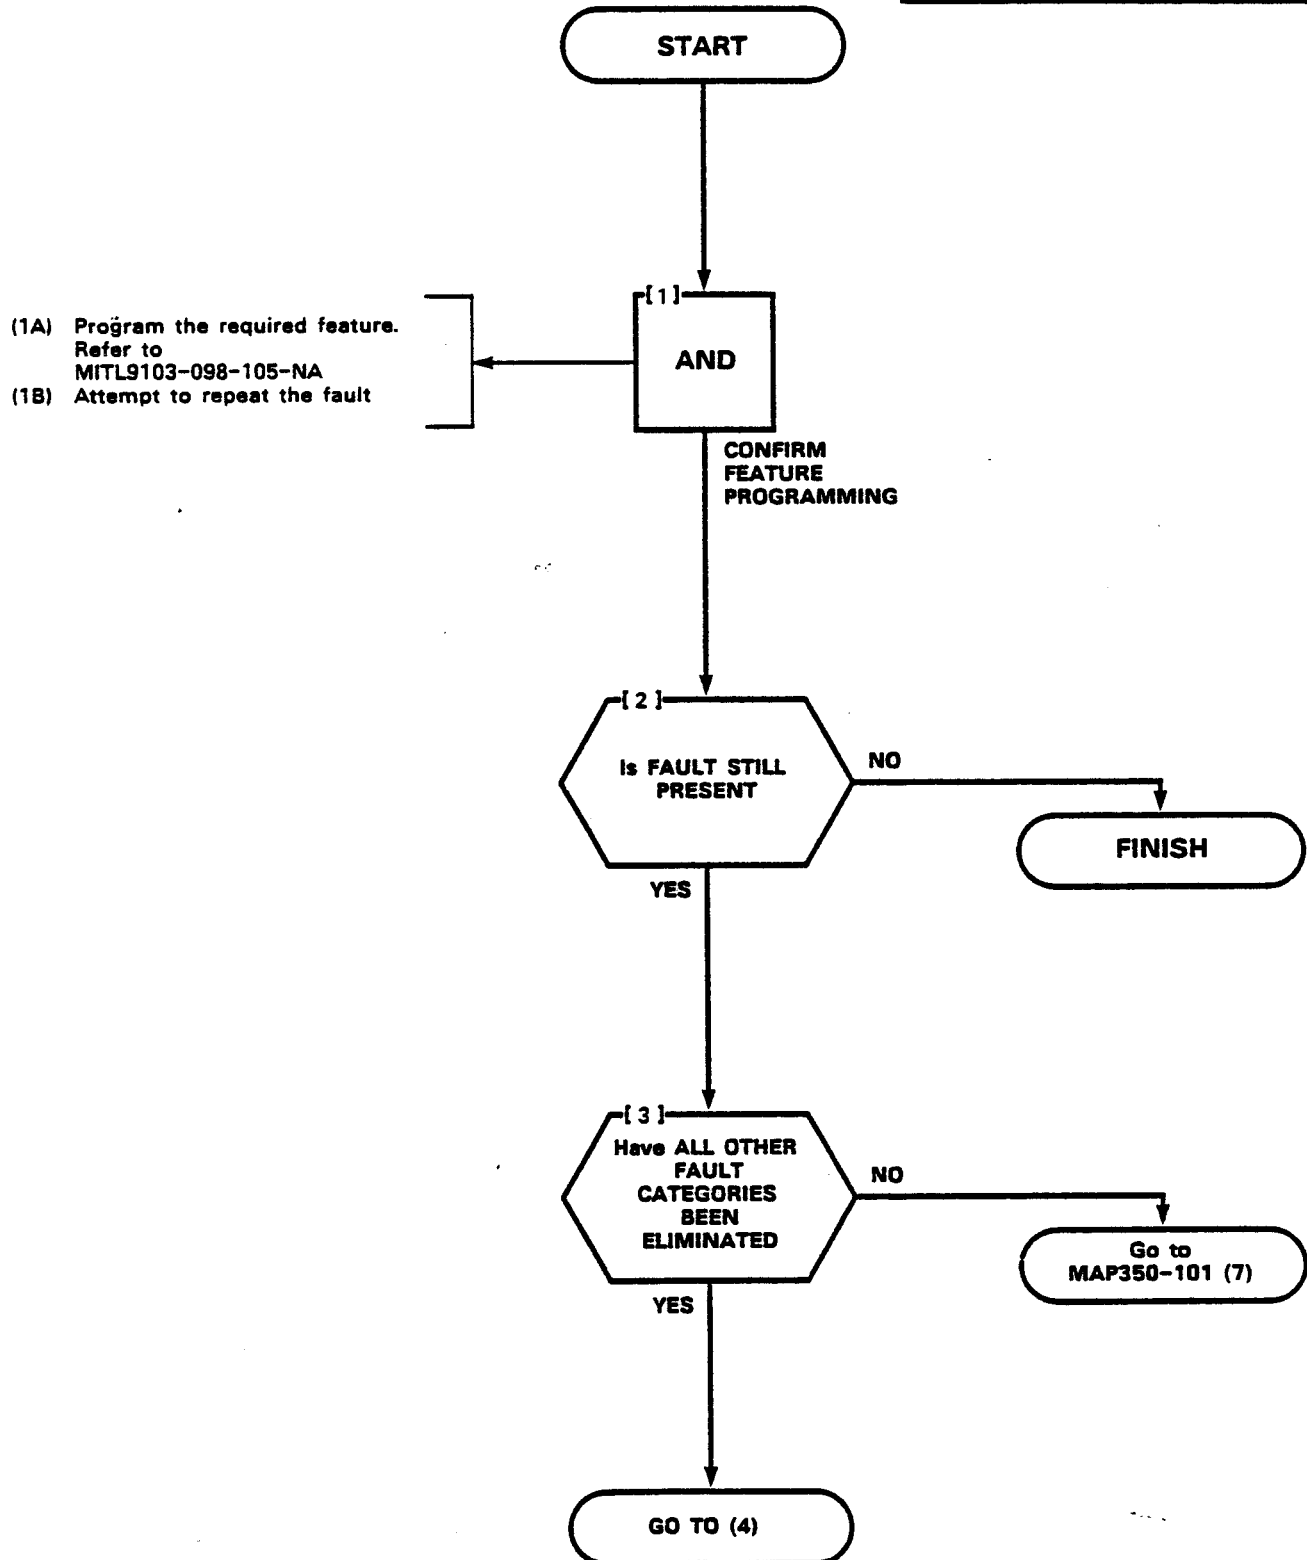 START
[1]
AND
(1A) Program the required feature.
Refer to
MITL9103-098-105-NA
(1B) Attempt to repeat the fault
CONFIRM
FEATURE
PROGRAMMING
[2]
Is FAULT STILL
PRESENT
NO
FINISH
YES
[3]
Have ALL OTHER
FAULT
CATEGORIES
BEEN
ELIMINATED
NO
Go to
MAP350-101 (7)
YES
GO TO (4)